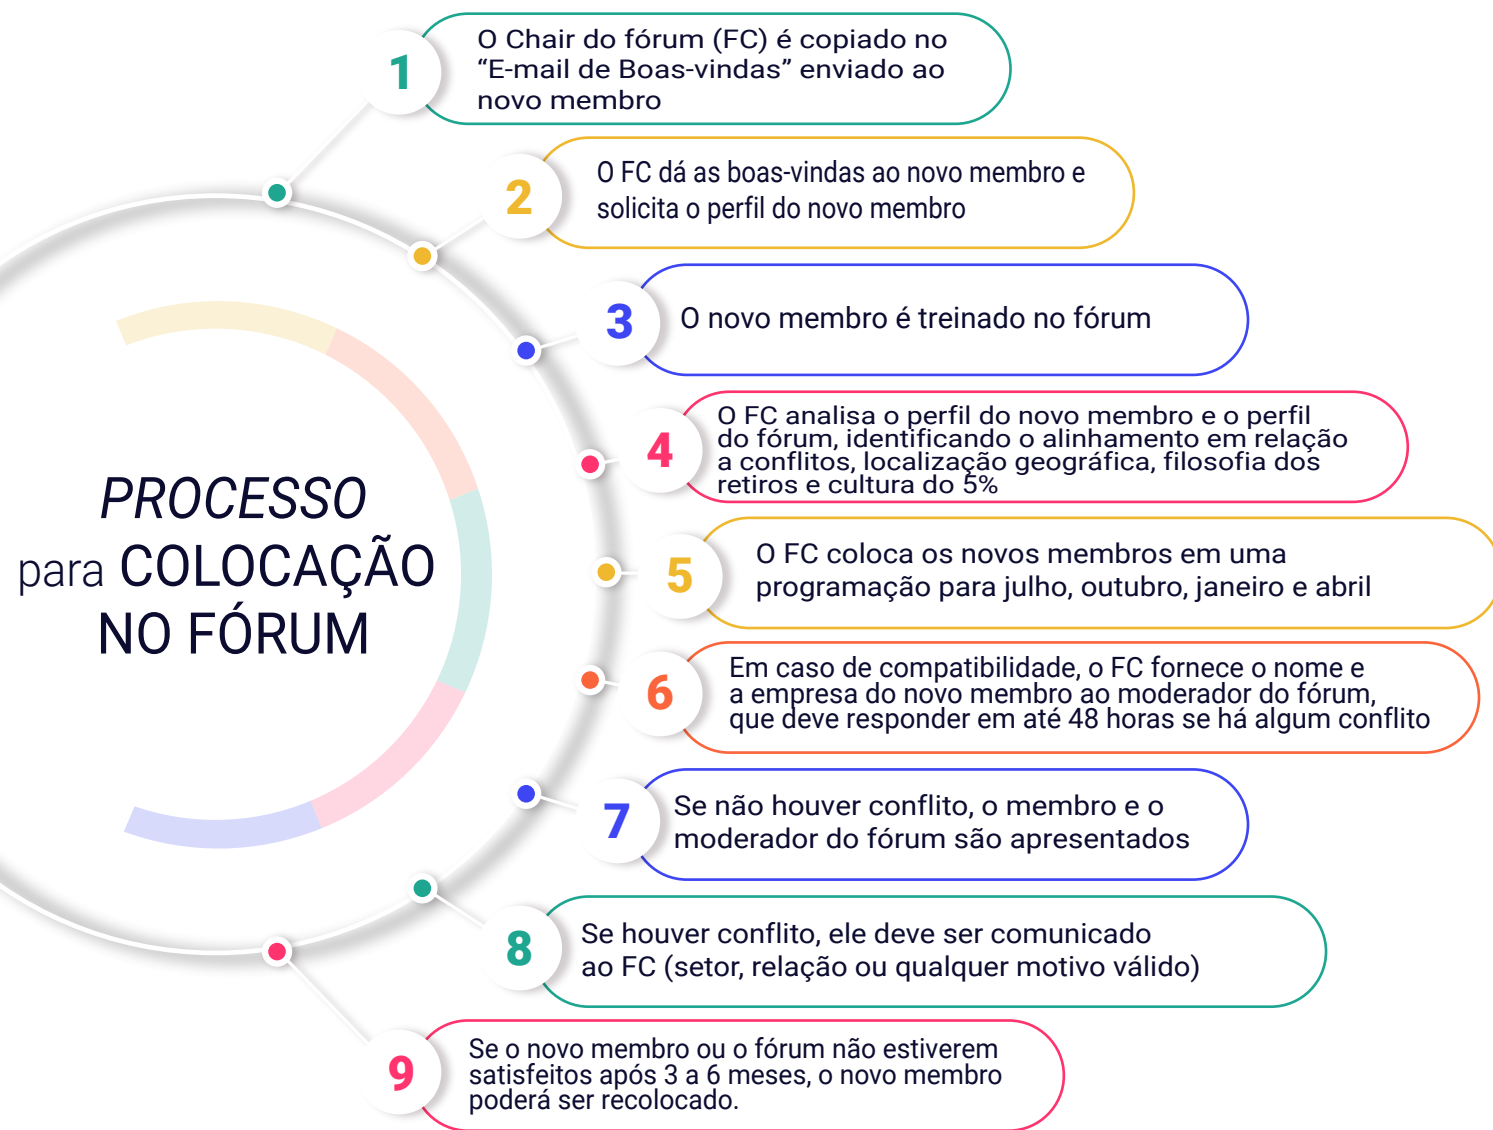 PROCESSO
para COLOCAÇÃO
NO FÓRUM
1
O Chair do fórum (FC) é copiado no
“E-mail de Boas-vindas” enviado ao
novo membro
2
O FC dá as boas-vindas ao novo membro e
solicita o perfil do novo membro
3
O novo membro é treinado no fórum
4
O FC analisa o perfil do novo membro e o perfil
do fórum, identificando o alinhamento em relação
a conflitos, localização geográfica, filosofia dos
retiros e cultura do 5%
5
O FC coloca os novos membros em uma
programação para julho, outubro, janeiro e abril
6
Em caso de compatibilidade, o FC fornece o nome e
a empresa do novo membro ao moderador do fórum,
que deve responder em até 48 horas se há algum conflito
7
Se não houver conflito, o membro e o
moderador do fórum são apresentados
8
Se houver conflito, ele deve ser comunicado
ao FC (setor, relação ou qualquer motivo válido)
9
Se o novo membro ou o fórum não estiverem
satisfeitos após 3 a 6 meses, o novo membro
poderá ser recolocado.